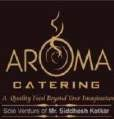 AROMA
CATERING
A Quality Food Beyond Your Imagination
Sole Venture of Mr. Siddhesh Katkar